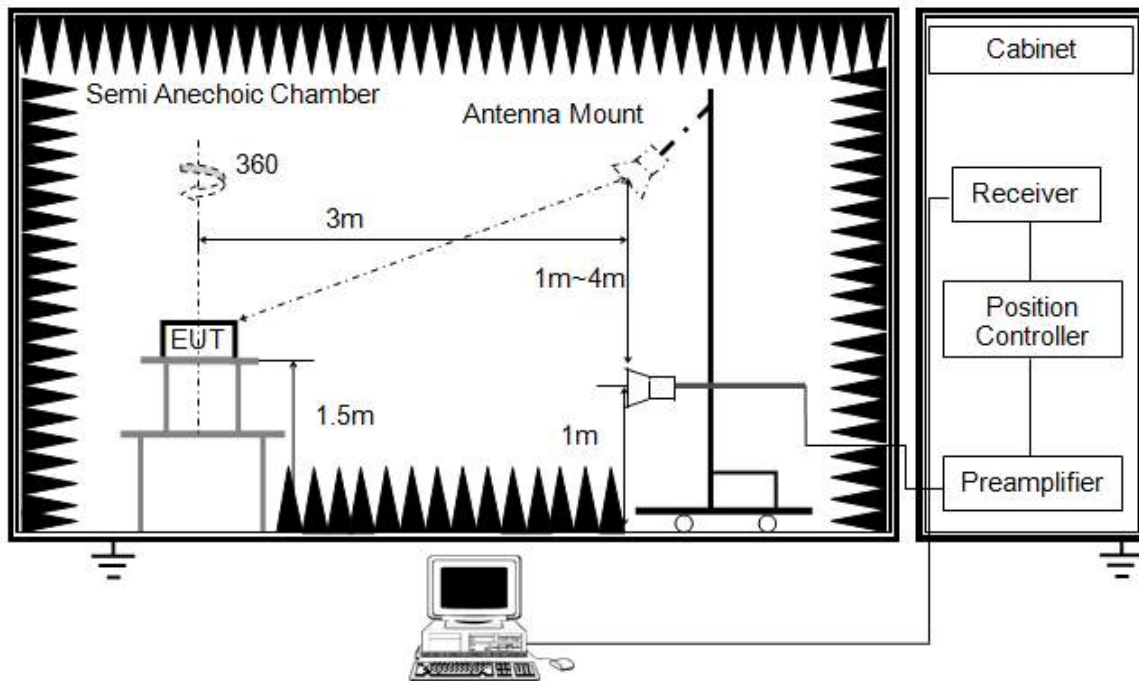 Cabinet
Semi Anechoic Chamber
Antenna Mount
360
Receiver
3m
1m~4m
Position
Controller
EUT
1.5m
1m
Preamplifier